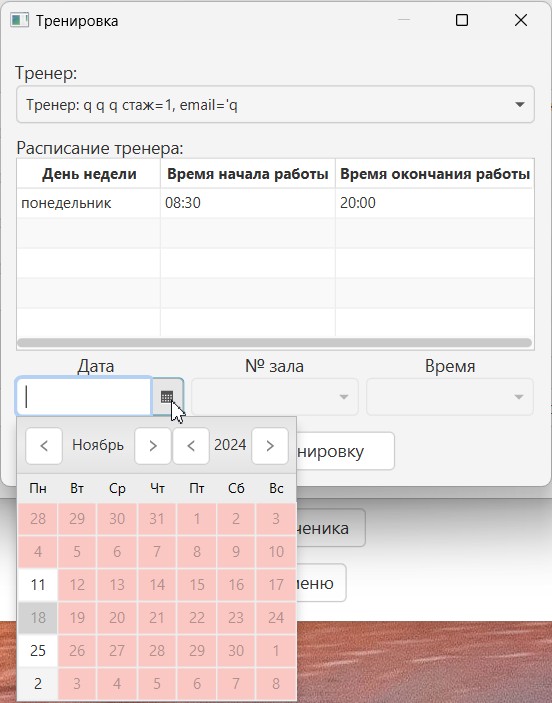 Тренировка
Тренер:
Тренер: q q q стаж=1, email='q
Расписание тренера:
День недели Время начала работы Время окончания работы
понедельник 08:30 20:00
Дата № зала Время
< Ноябрь > < 2024 >
нировку
Пн Вт Ср Чт Пт Сб Вс
28 29 30 31 1 2 3
ченика
4 5 6 7 8 9 10
11 12 13 14 15 16 17
меню
18 19 20 21 22 23 24
25 26 27 28 29 30 1
2 3 4 5 6 7 8